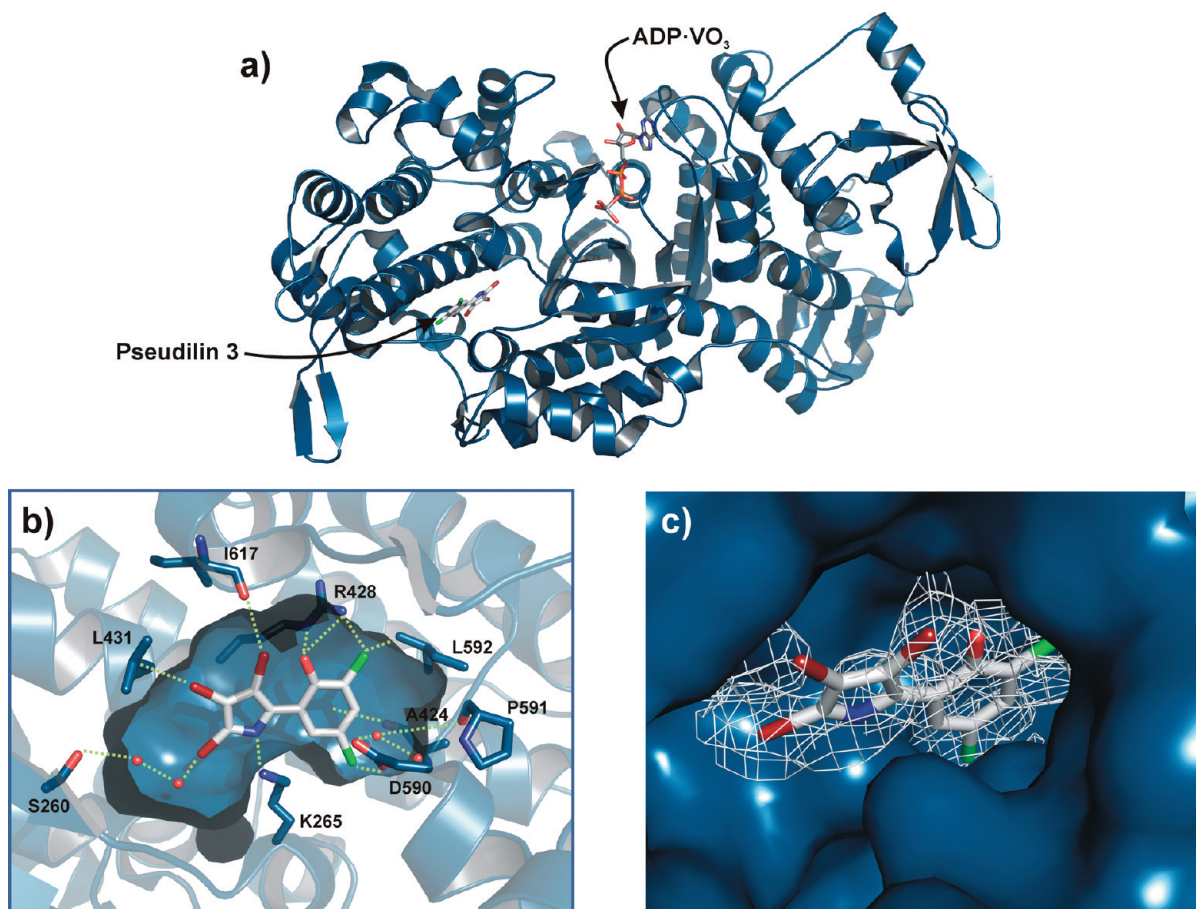 ADP·VO₃
a)
Pseudilin 3
b)
I617
R428
L431
L592
A424
P591
D590
S260
K265
c)